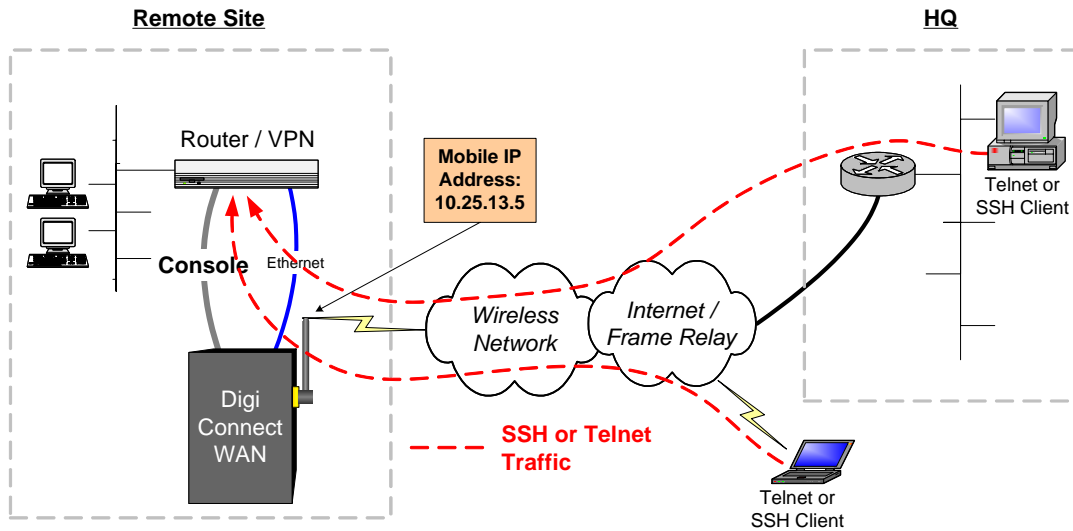 Remote Site
HQ
Router / VPN
Mobile IP
Address:
10.25.13.5
Telnet or
SSH Client
Console
Ethernet
Wireless
Network
Internet /
Frame Relay
Digi
Connect
WAN
SSH or Telnet
Traffic
Telnet or
SSH Client